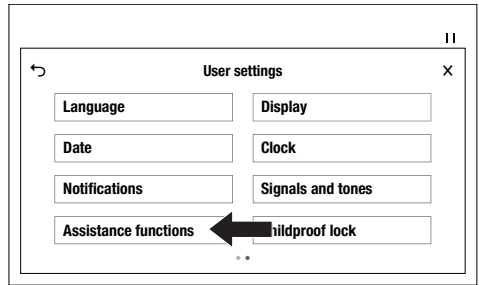 User settings
Language
Display
Date
Clock
Notifications
Signals and tones
Assistance functions
hildproof lock